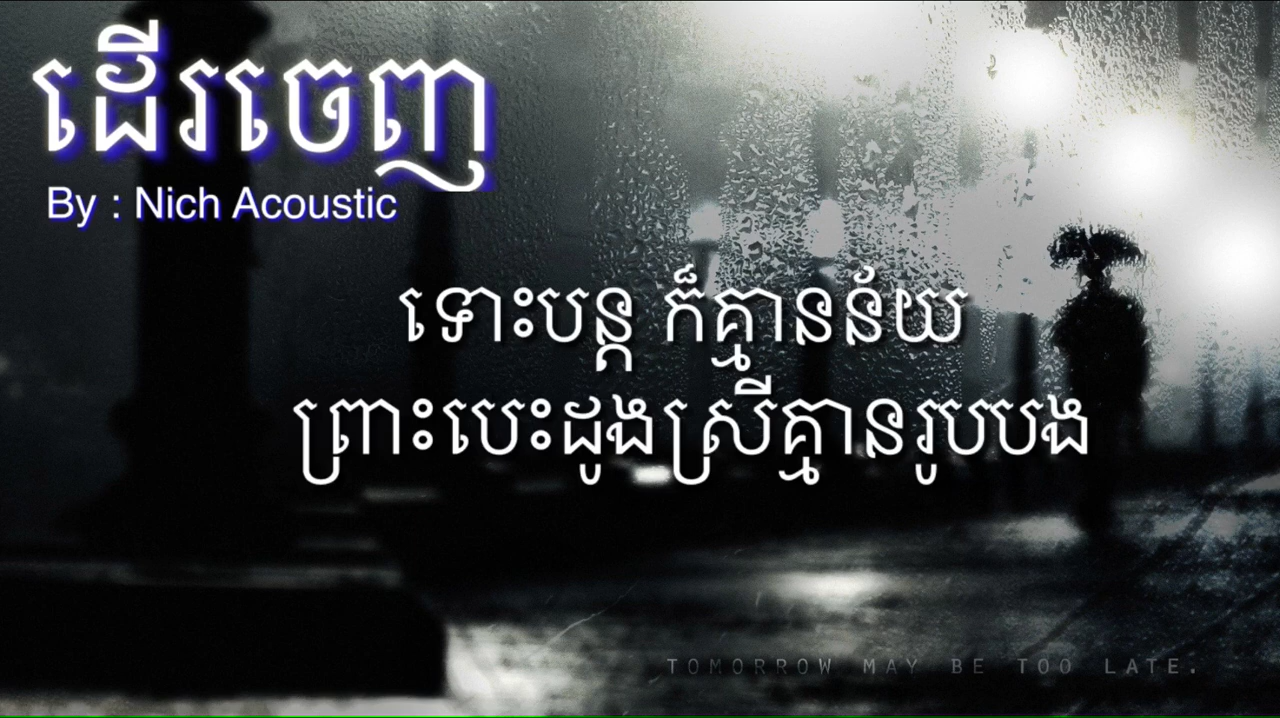 ដើរចេញ
By : Nich Acoustic
ទោះបន្ត ក៏គ្មានន័យ
ព្រោះបេះដូងស្រីគ្មានរូបបង
TOMORROW MAY BE TOO LATE.